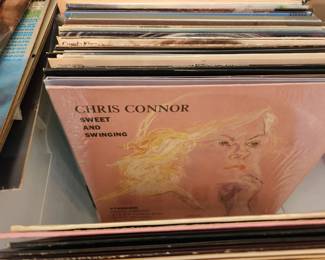 CHRIS CONNOR
SWEET
AND
SWINGING